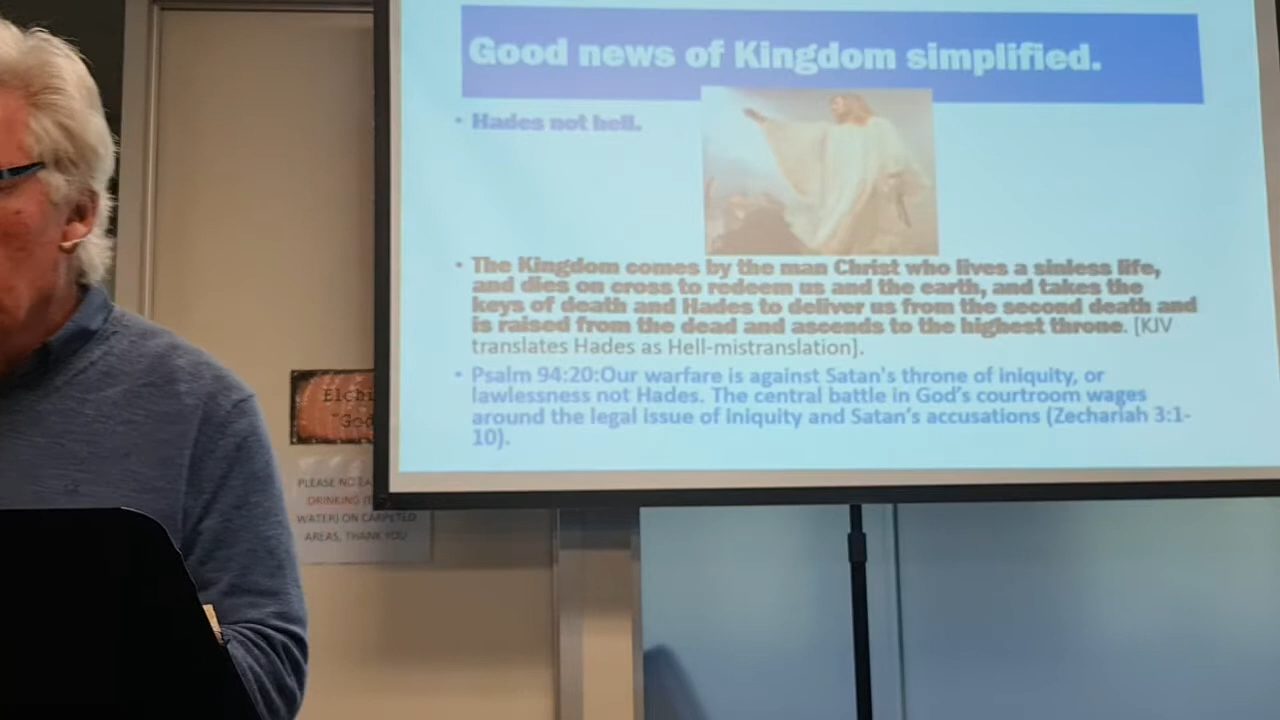 Good news of Kingdom simplified.
• Hades not hell.
• The Kingdom comes by the man Christ who lives a sinless life,
and dies on cross to redeem us and the earth, and takes the
keys of death and Hades to deliver us from the second death and
is raised from the dead and ascends to the highest throne. [KJV
translates Hades as Hell-mistranslation].
• Psalm 94:20:Our warfare is against Satan's throne of iniquity, or
lawlessness not Hades. The central battle in God's courtroom wages
around the legal issue of iniquity and Satan's accusations (Zechariah 3:1-
10).
"God
PLEASE NO
DRINKING
WATER) ON CARPETED
AREAS, THANK YOU